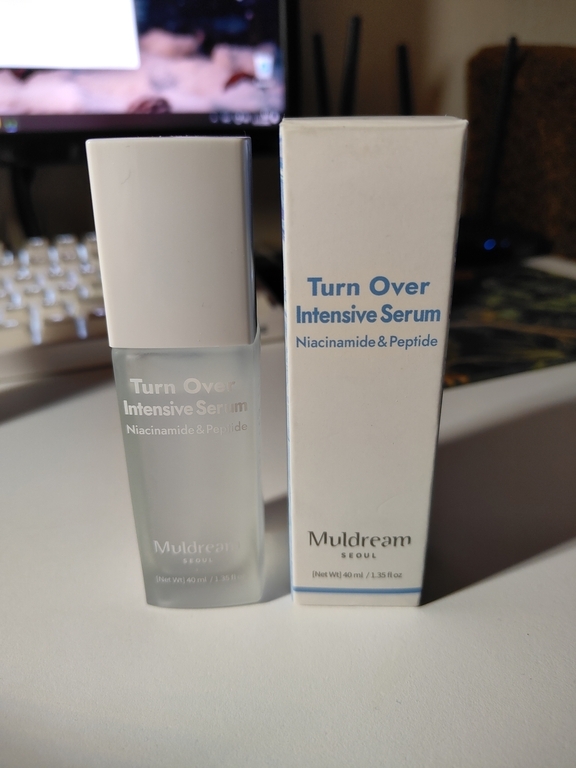 Turn Over
Intensive Serum
Niacinamide & Peptide
Muldream
SEOUL
[Net Wt] 40 ml / 1.35 fl oz
Turn Over
Intensive Serum
Niacinamide & Peptide
Muldream
SEOUL
[Net Wt] 40 ml / 1.35 fl oz